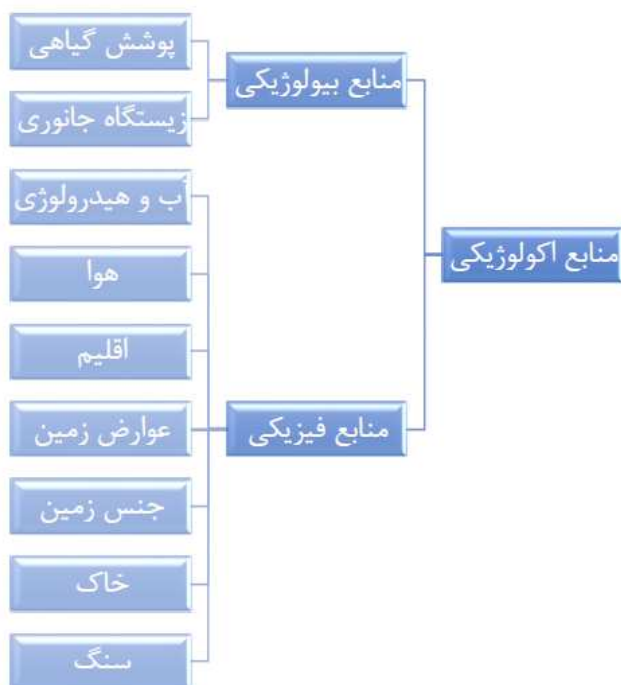 منابع اکولوژیکی
منابع بیولوژیکی
پوشش گیاهی
زیستگاه جانوری
منابع فیزیکی
آب و هیدرولوژی
هوا
اقلیم
عوارض زمین
جنس زمین
خاک
سنگ